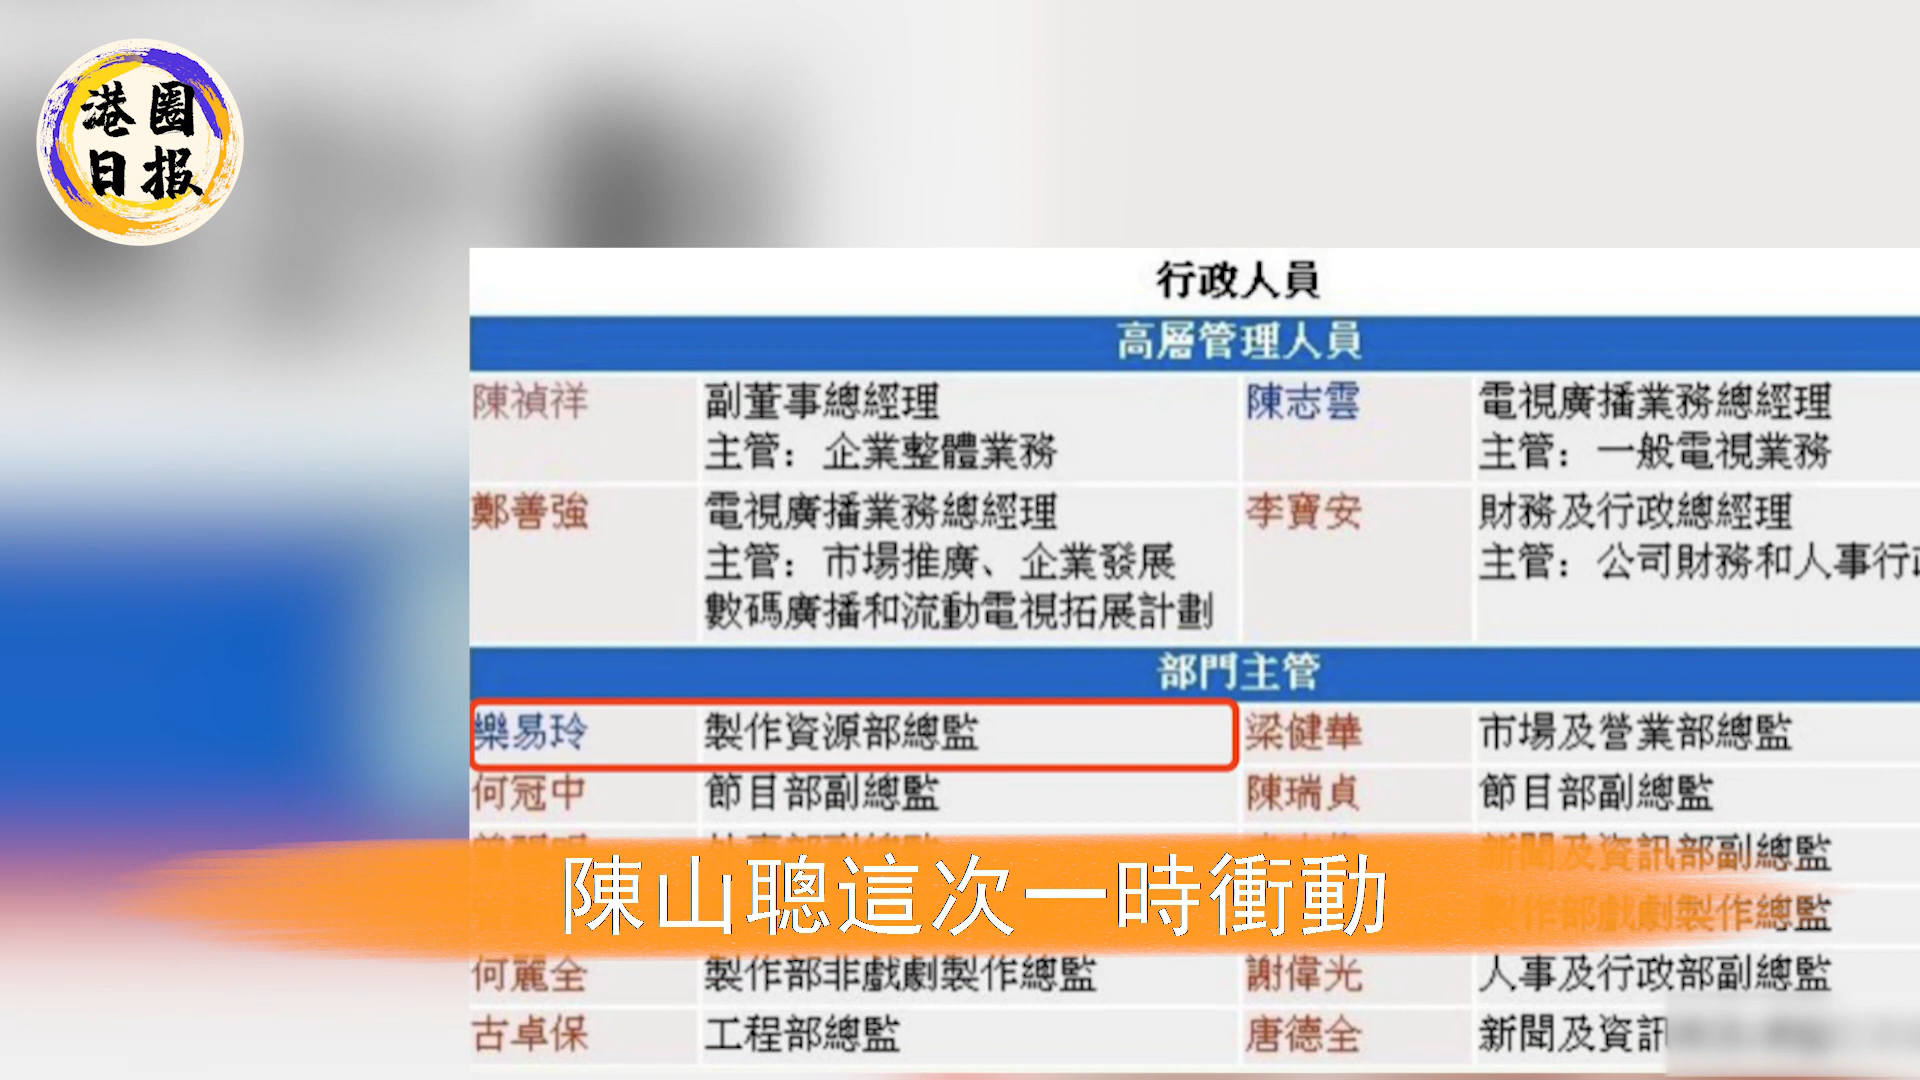 港圈
日报
行政人員
高層管理人員
陳禎祥 副董事總經理 陳志雲 電視廣播業務總經理
主管：企業整體業務 主管：一般電視業務
鄭善強 電視廣播業務總經理 李寶安 財務及行政總經理
主管：市場推廣、企業發展 主管：公司財務和人事行政
數碼廣播和流動電視拓展計劃
部門主管
樂易玲 製作資源部總監 梁健華 市場及營業部總監
何冠中 節目部副總監 陳瑞貞 節目部副總監
新聞及資訊部副總監
陳山聰這次一時衝動
製作部戲劇製作總監
何麗全 製作部非戲劇製作總監 謝偉光 人事及行政部副總監
古卓保 工程部總監 唐德全 新聞及資訊